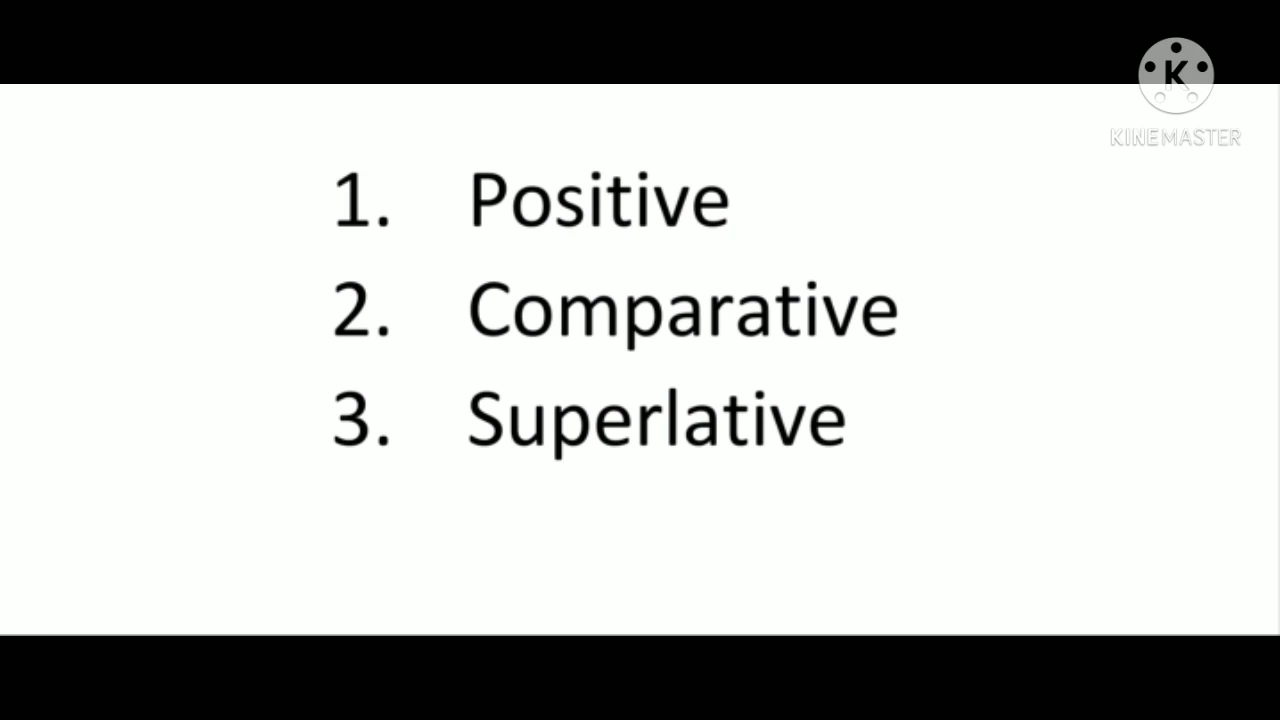 K
KINEMASTER
1. Positive
2. Comparative
3. Superlative